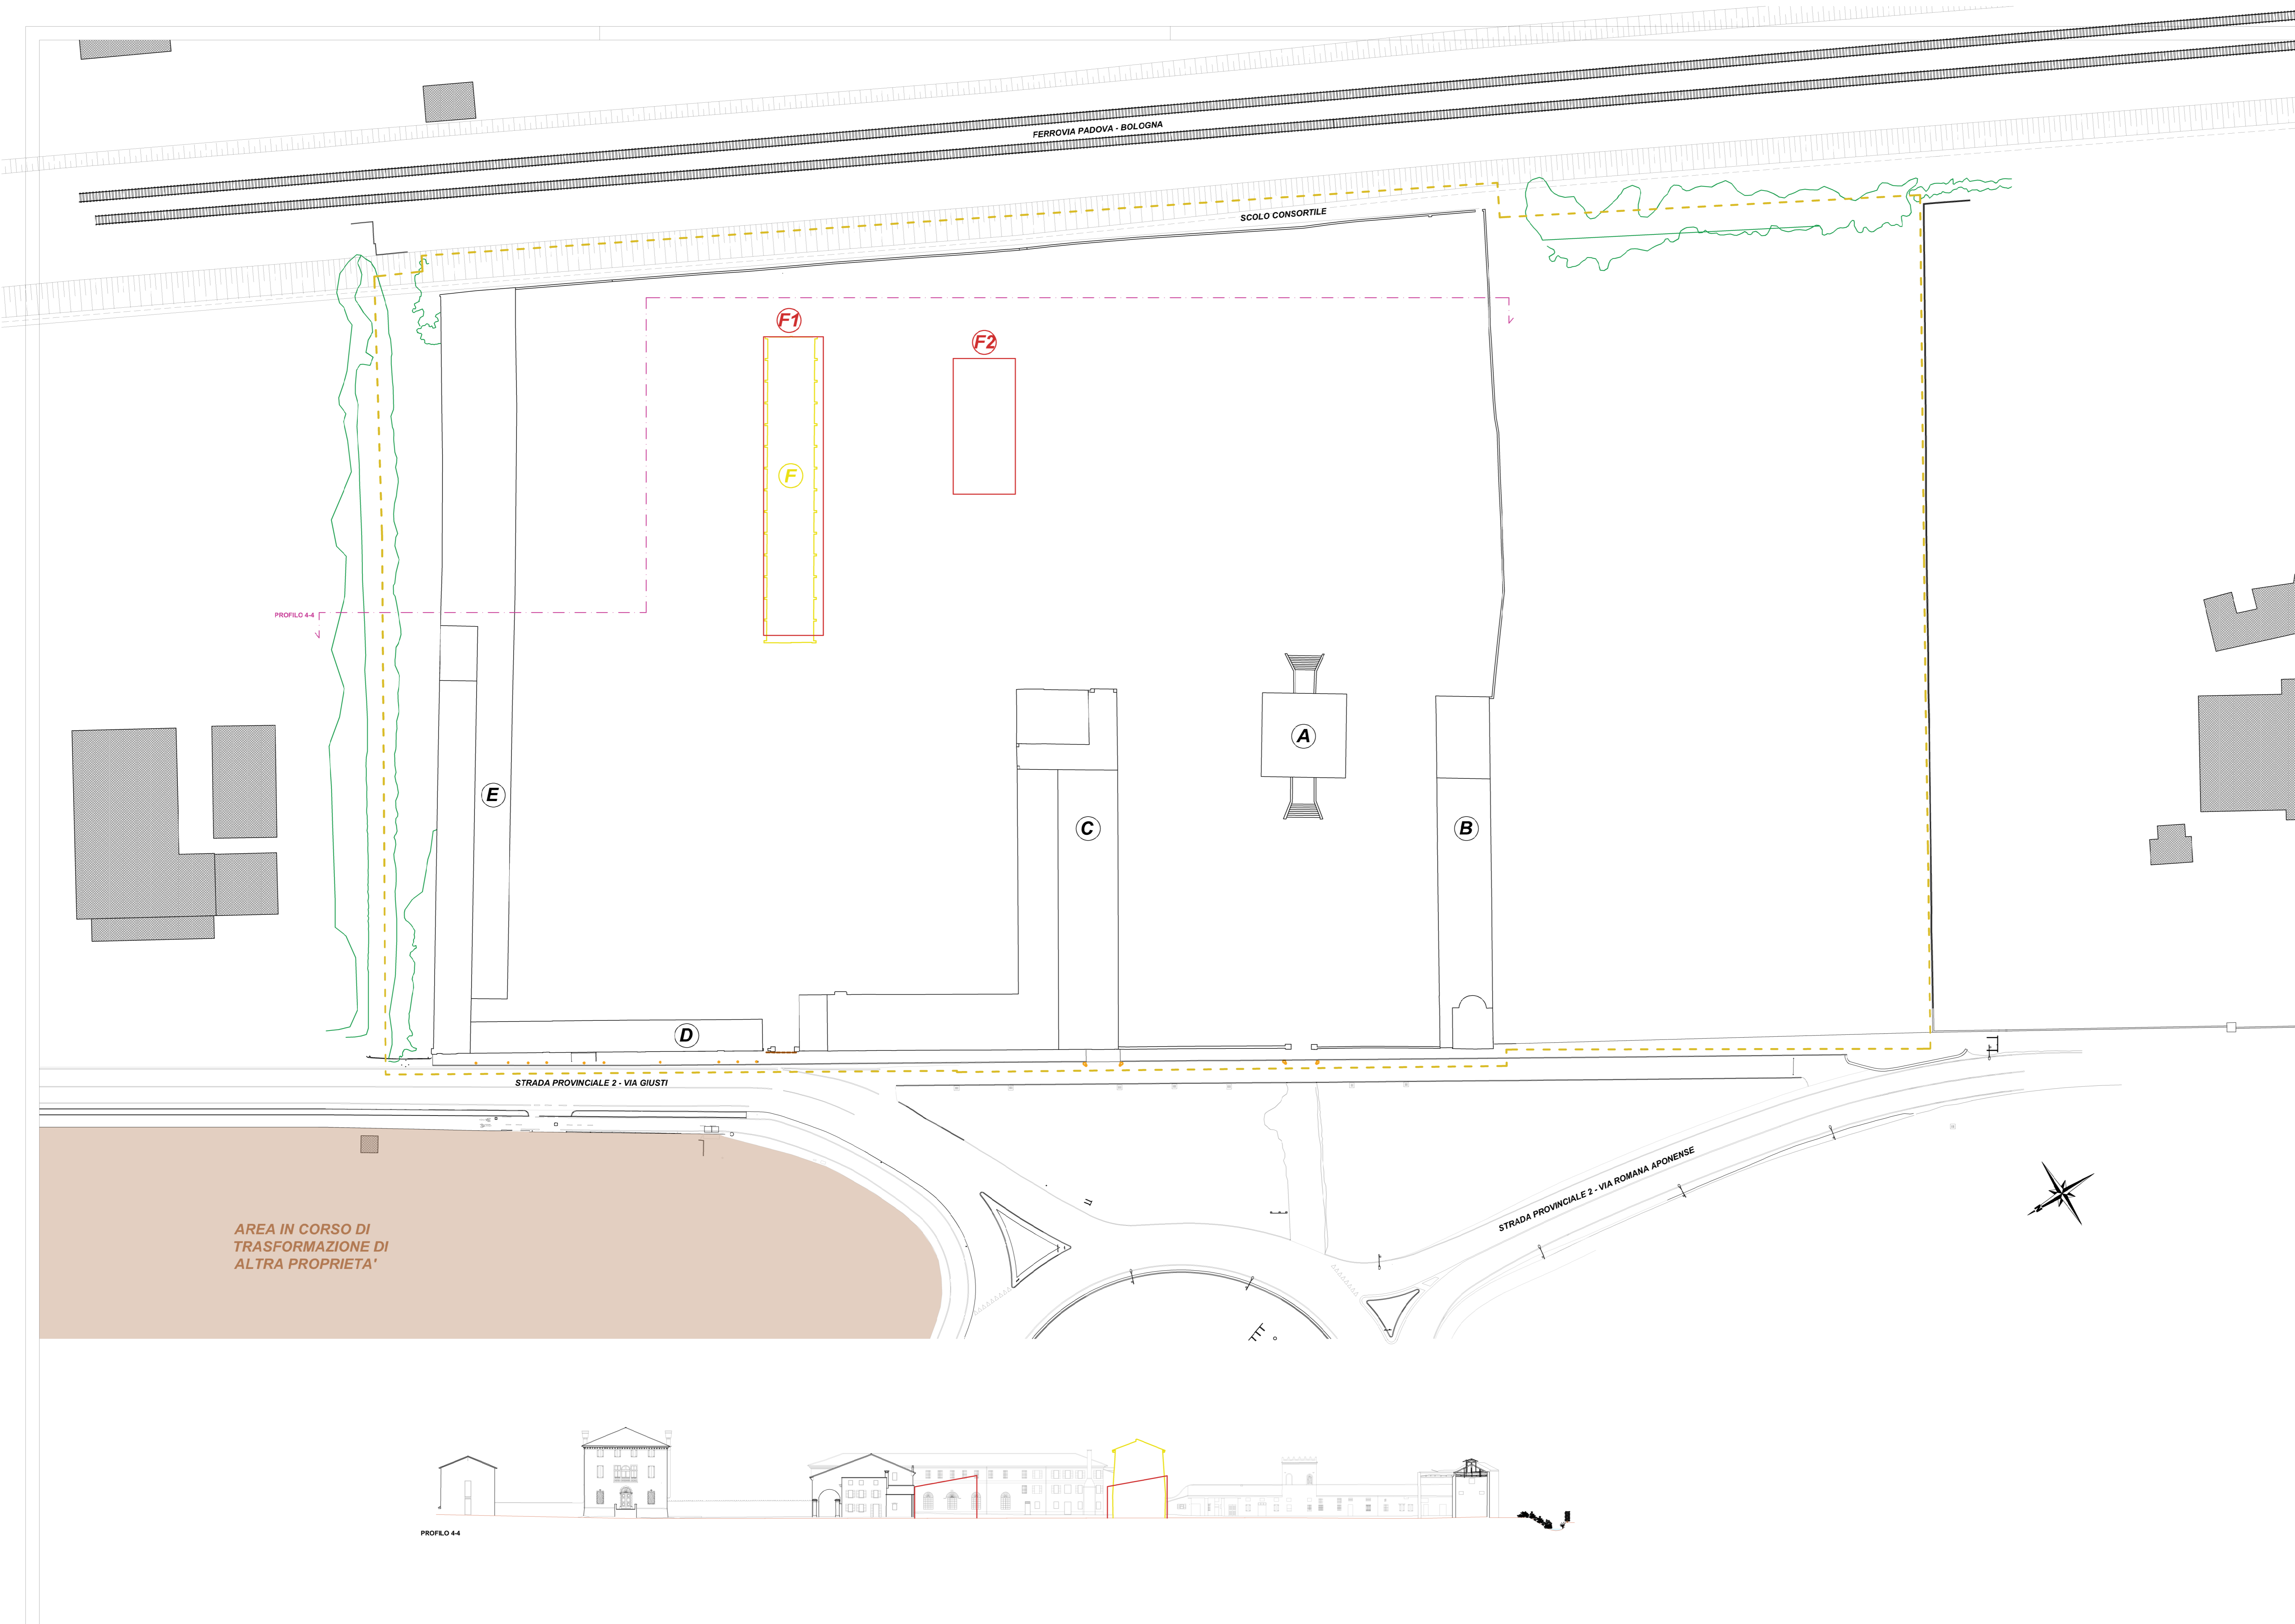 FERROVIA PADOVA - BOLOGNA
SCOLO CONSORTILE
F1
F2
F
PROFILO 4-4
A
E
C
B
D
STRADA PROVINCIALE 2 - VIA GIUSTI
STRADA PROVINCIALE 2 - VIA ROMANA APONENSE
N
AREA IN CORSO DI
TRASFORMAZIONE DI
ALTRA PROPRIETA'
PROFILO 4-4